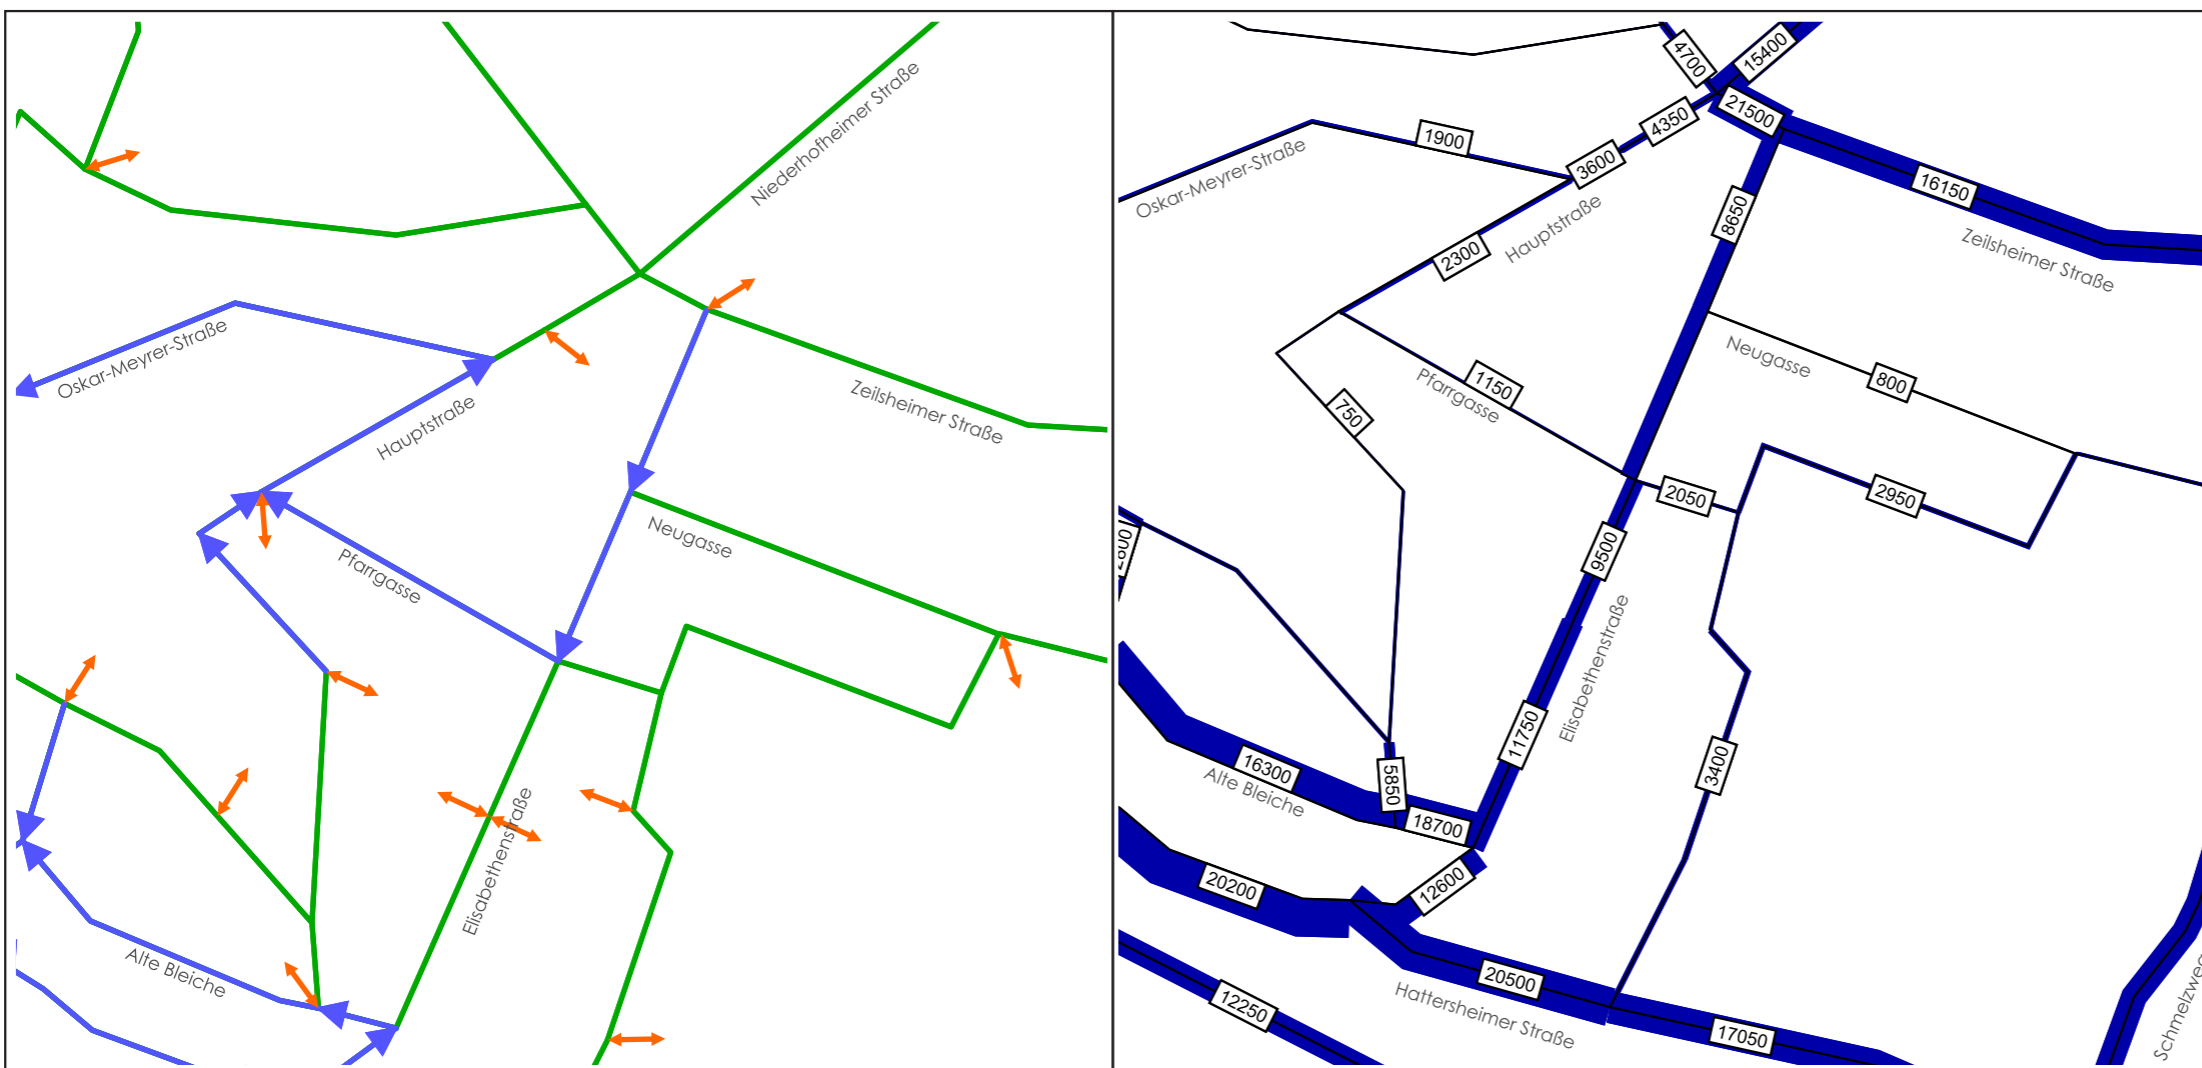 Niederhofheimer Straße
Oskar-Meyrer-Straße
Hauptstraße
Zeilsheimer Straße
Neugasse
Pfarrgasse
Elisabethenstraße
Alte Bleiche
4700
15400
21500
4350
1900
3600
Oskar-Meyrer-Straße
16150
8650
Hauptstraße
2300
Zeilsheimer Straße
Neugasse
800
1150
Pfarrgasse
750
2050
2950
9500
Elisabethenstraße
11750
3400
16300
5850
Alte Bleiche
18700
20200
12600
20500
12250
Hattersheimer Straße
17050